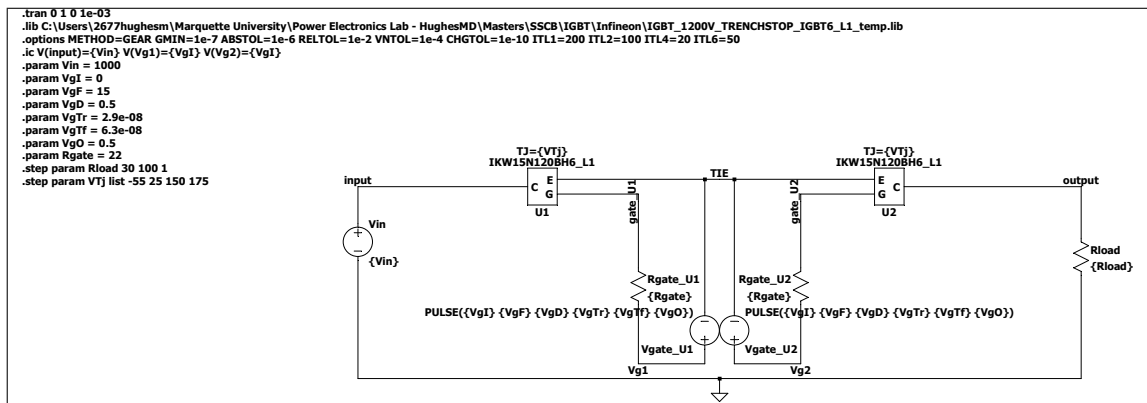 .tran 0 1 0 1e-03
.lib C:\Users\2677hughesm\Marquette University\Power Electronics Lab - HughesMD\Masters\SSCB\IGBT\Infineon\IGBT_1200V_TRENCHSTOP_IGBT6_L1_temp.lib
.options METHOD=GEAR GMIN=1e-7 ABSTOL=1e-6 RELTOL=1e-2 VNTOL=1e-4 CHGTOL=1e-10 ITL1=200 ITL2=100 ITL4=20 ITL6=50
.ic V(input)={Vin} V(Vg1)={VgI} V(Vg2)={VgI}
.param Vin = 1000
.param VgI = 0
.param VgF = 15
.param VgD = 0.5
.param VgTr = 2.9e-08
.param VgTf = 6.3e-08
.param VgO = 0.5
.param Rgate = 22
.step param Rload 30 100 1
.step param VTj list -55 25 150 175
TJ={VTj}
IKW15N120BH6_L1
C
E
G
U1
TJ={VTj}
IKW15N120BH6_L1
E
G
C
U2
input
TIE
output
gate_U1
gate_U2
Vin
{Vin}
Rgate_U1
{Rgate}
Rgate_U2
{Rgate}
Rload
{Rload}
PULSE({VgI} {VgF} {VgD} {VgTr} {VgTf} {VgO})
PULSE({VgI} {VgF} {VgD} {VgTr} {VgTf} {VgO})
Vgate_U1
Vgate_U2
Vg1
Vg2